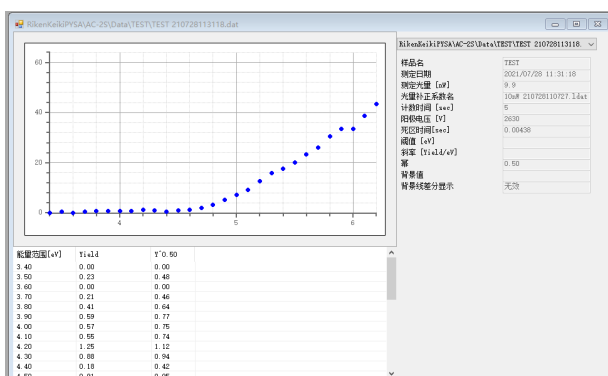 RikenKeikiPYSA\AC-2S\Data\TEST\TEST 210728113118.dat
60
40
20
0
4
5
6
RikenKeikiPYSA\AC-2S\Data\TEST\TEST 210728113118.
样品名 TEST
测定日期 2021/07/28 11:31:18
测定光量 [nW] 9.9
光量补正系数名 10nW 210728110727.ldat
计数时间 [sec] 5
阳极电压 [V] 2630
死区时间[sec] 0.00438
阈值 [eV]
斜率 [Yield/eV]
幂 0.50
背景值
背景线差分显示 无效
能量范围[eV] Yield Y^0.50
3.40 0.00 0.00
3.50 0.23 0.48
3.60 0.00 0.00
3.70 0.21 0.46
3.80 0.41 0.64
3.90 0.59 0.77
4.00 0.57 0.75
4.10 0.55 0.74
4.20 1.25 1.12
4.30 0.88 0.94
4.40 0.18 0.42